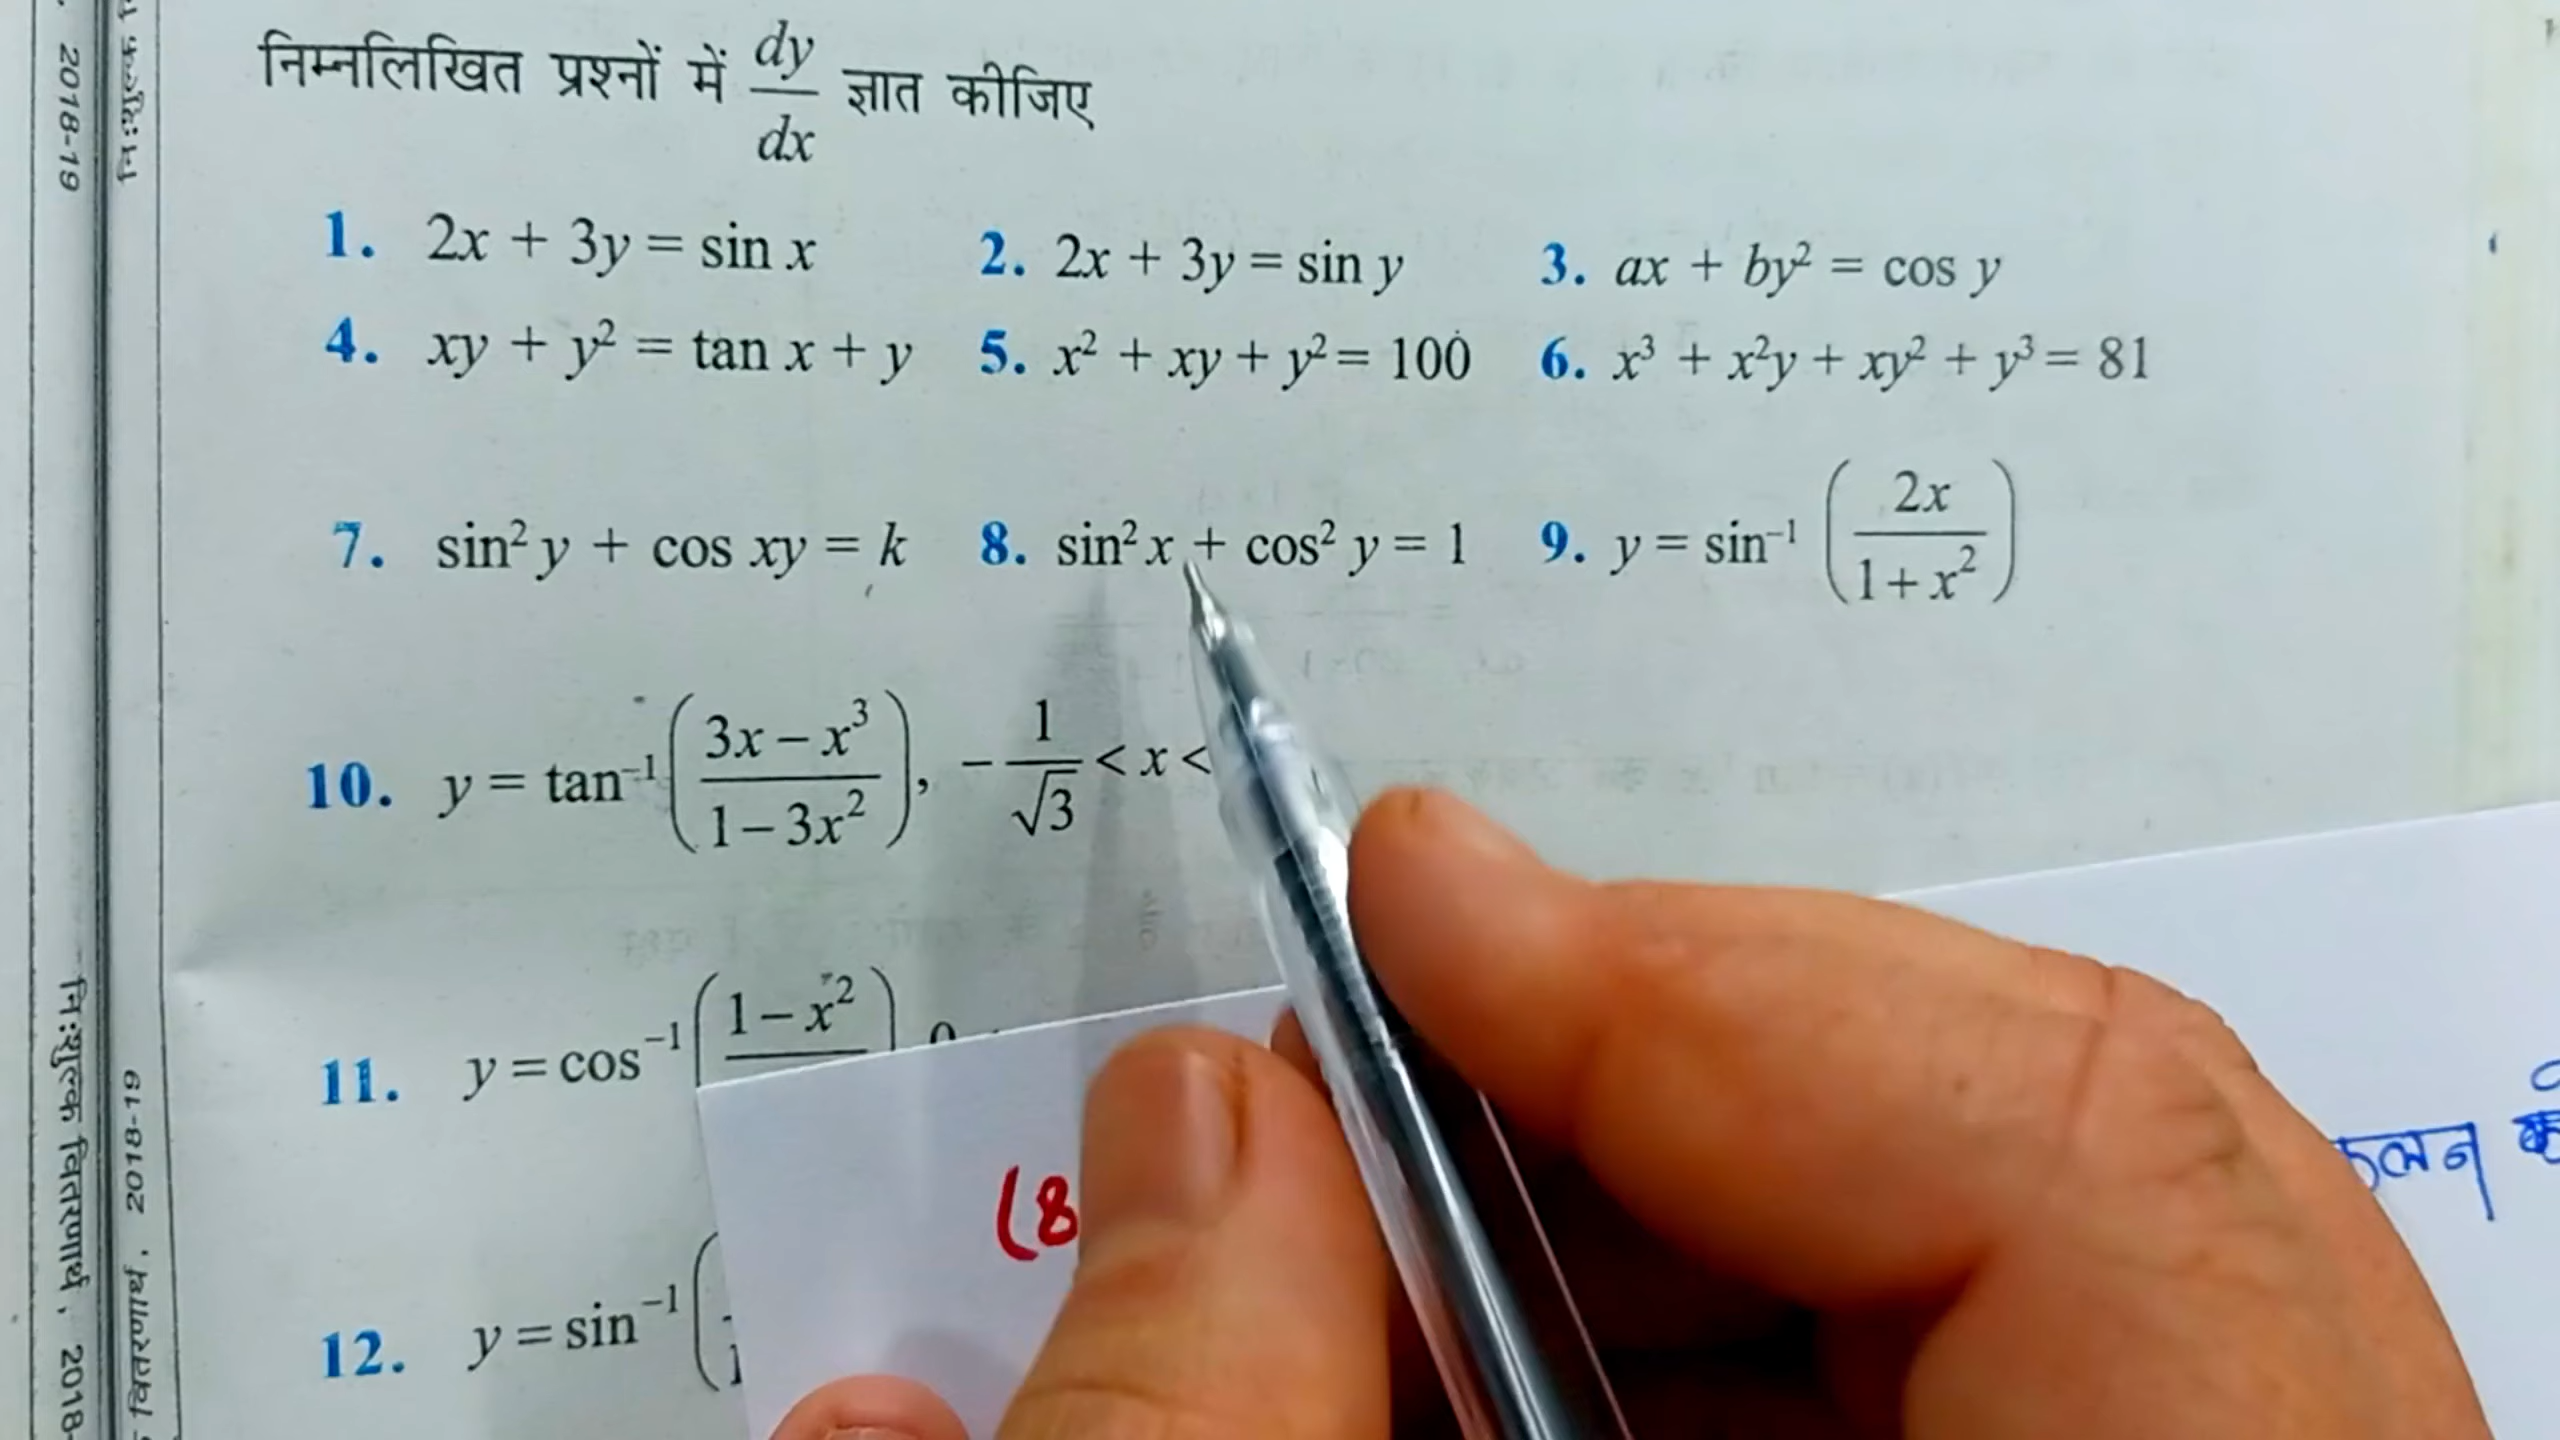 निम्नलिखित प्रश्नों में dy/dx ज्ञात कीजिए
1. 2x + 3y = sin x 2. 2x + 3y = sin y 3. ax + by² = cos y
4. xy + y² = tan x + y 5. x² + xy + y² = 100 6. x³ + x²y + xy² + y³ = 81
7. sin² y + cos xy = k 8. sin² x + cos² y = 1 9. y = sin⁻¹ (2x/(1+x²))
10. y = tan⁻¹ ((3x – x³)/(1 – 3x²)), – 1/√3 < x <
11. y = cos⁻¹ (1 – x²
12. y = sin⁻¹ (
(8
2018-19
नि:शुल्क वितरणार्थ, 2018-
2018-19